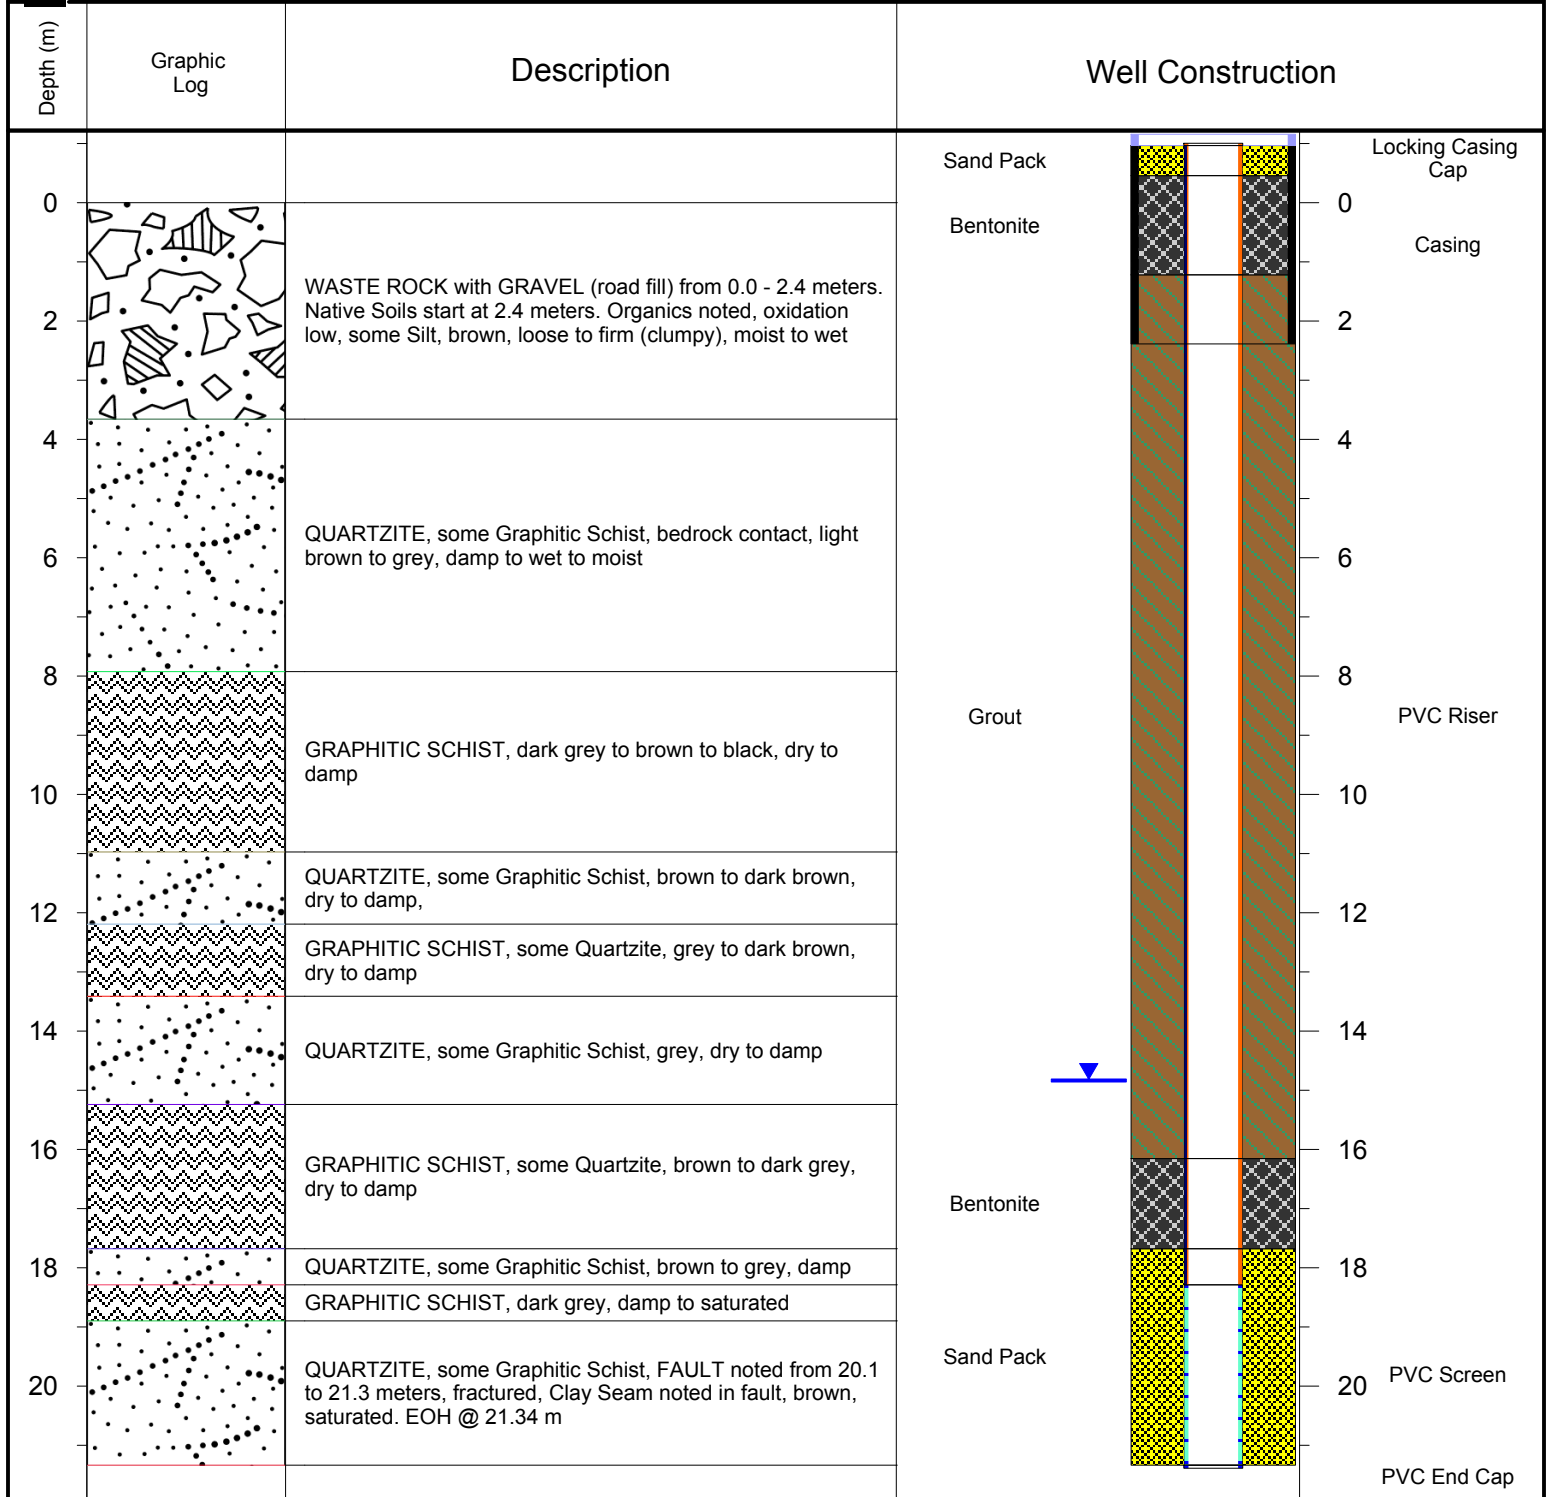 Depth (m)
Graphic
Log
Description
Well Construction
Sand Pack
Locking Casing
Cap
0
0
Bentonite
Casing
WASTE ROCK with GRAVEL (road fill) from 0.0 - 2.4 meters.
Native Soils start at 2.4 meters. Organics noted, oxidation
low, some Silt, brown, loose to firm (clumpy), moist to wet
2
2
4
4
QUARTZITE, some Graphitic Schist, bedrock contact, light
brown to grey, damp to wet to moist
6
6
8
8
Grout
PVC Riser
GRAPHITIC SCHIST, dark grey to brown to black, dry to
damp
10
10
QUARTZITE, some Graphitic Schist, brown to dark brown,
dry to damp,
12
12
GRAPHITIC SCHIST, some Quartzite, grey to dark brown,
dry to damp
14
14
QUARTZITE, some Graphitic Schist, grey, dry to damp
16
16
GRAPHITIC SCHIST, some Quartzite, brown to dark grey,
dry to damp
Bentonite
18
QUARTZITE, some Graphitic Schist, brown to grey, damp
18
GRAPHITIC SCHIST, dark grey, damp to saturated
Sand Pack
QUARTZITE, some Graphitic Schist, FAULT noted from 20.1
to 21.3 meters, fractured, Clay Seam noted in fault, brown,
saturated. EOH @ 21.34 m
20
20
PVC Screen
PVC End Cap